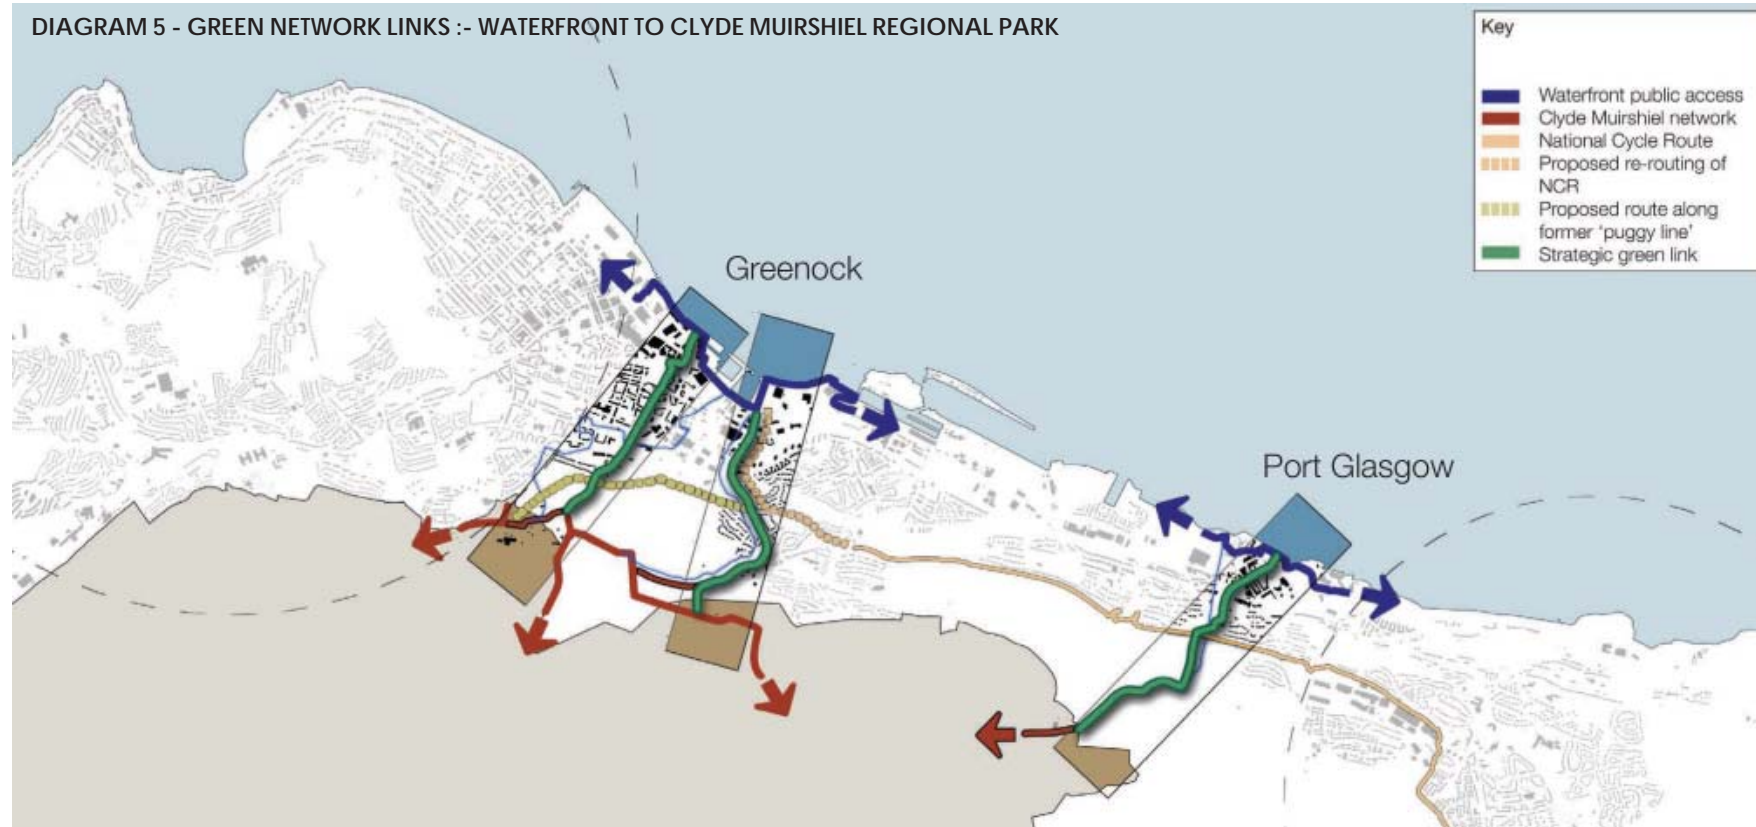 DIAGRAM 5 - GREEN NETWORK LINKS :- WATERFRONT TO CLYDE MUIRSHIEL REGIONAL PARK
Key
Waterfront public access
Clyde Muirshiel network
National Cycle Route
Proposed re-routing of
NCR
Proposed route along
former ‘puggy line’
Strategic green link
Greenock
Port Glasgow